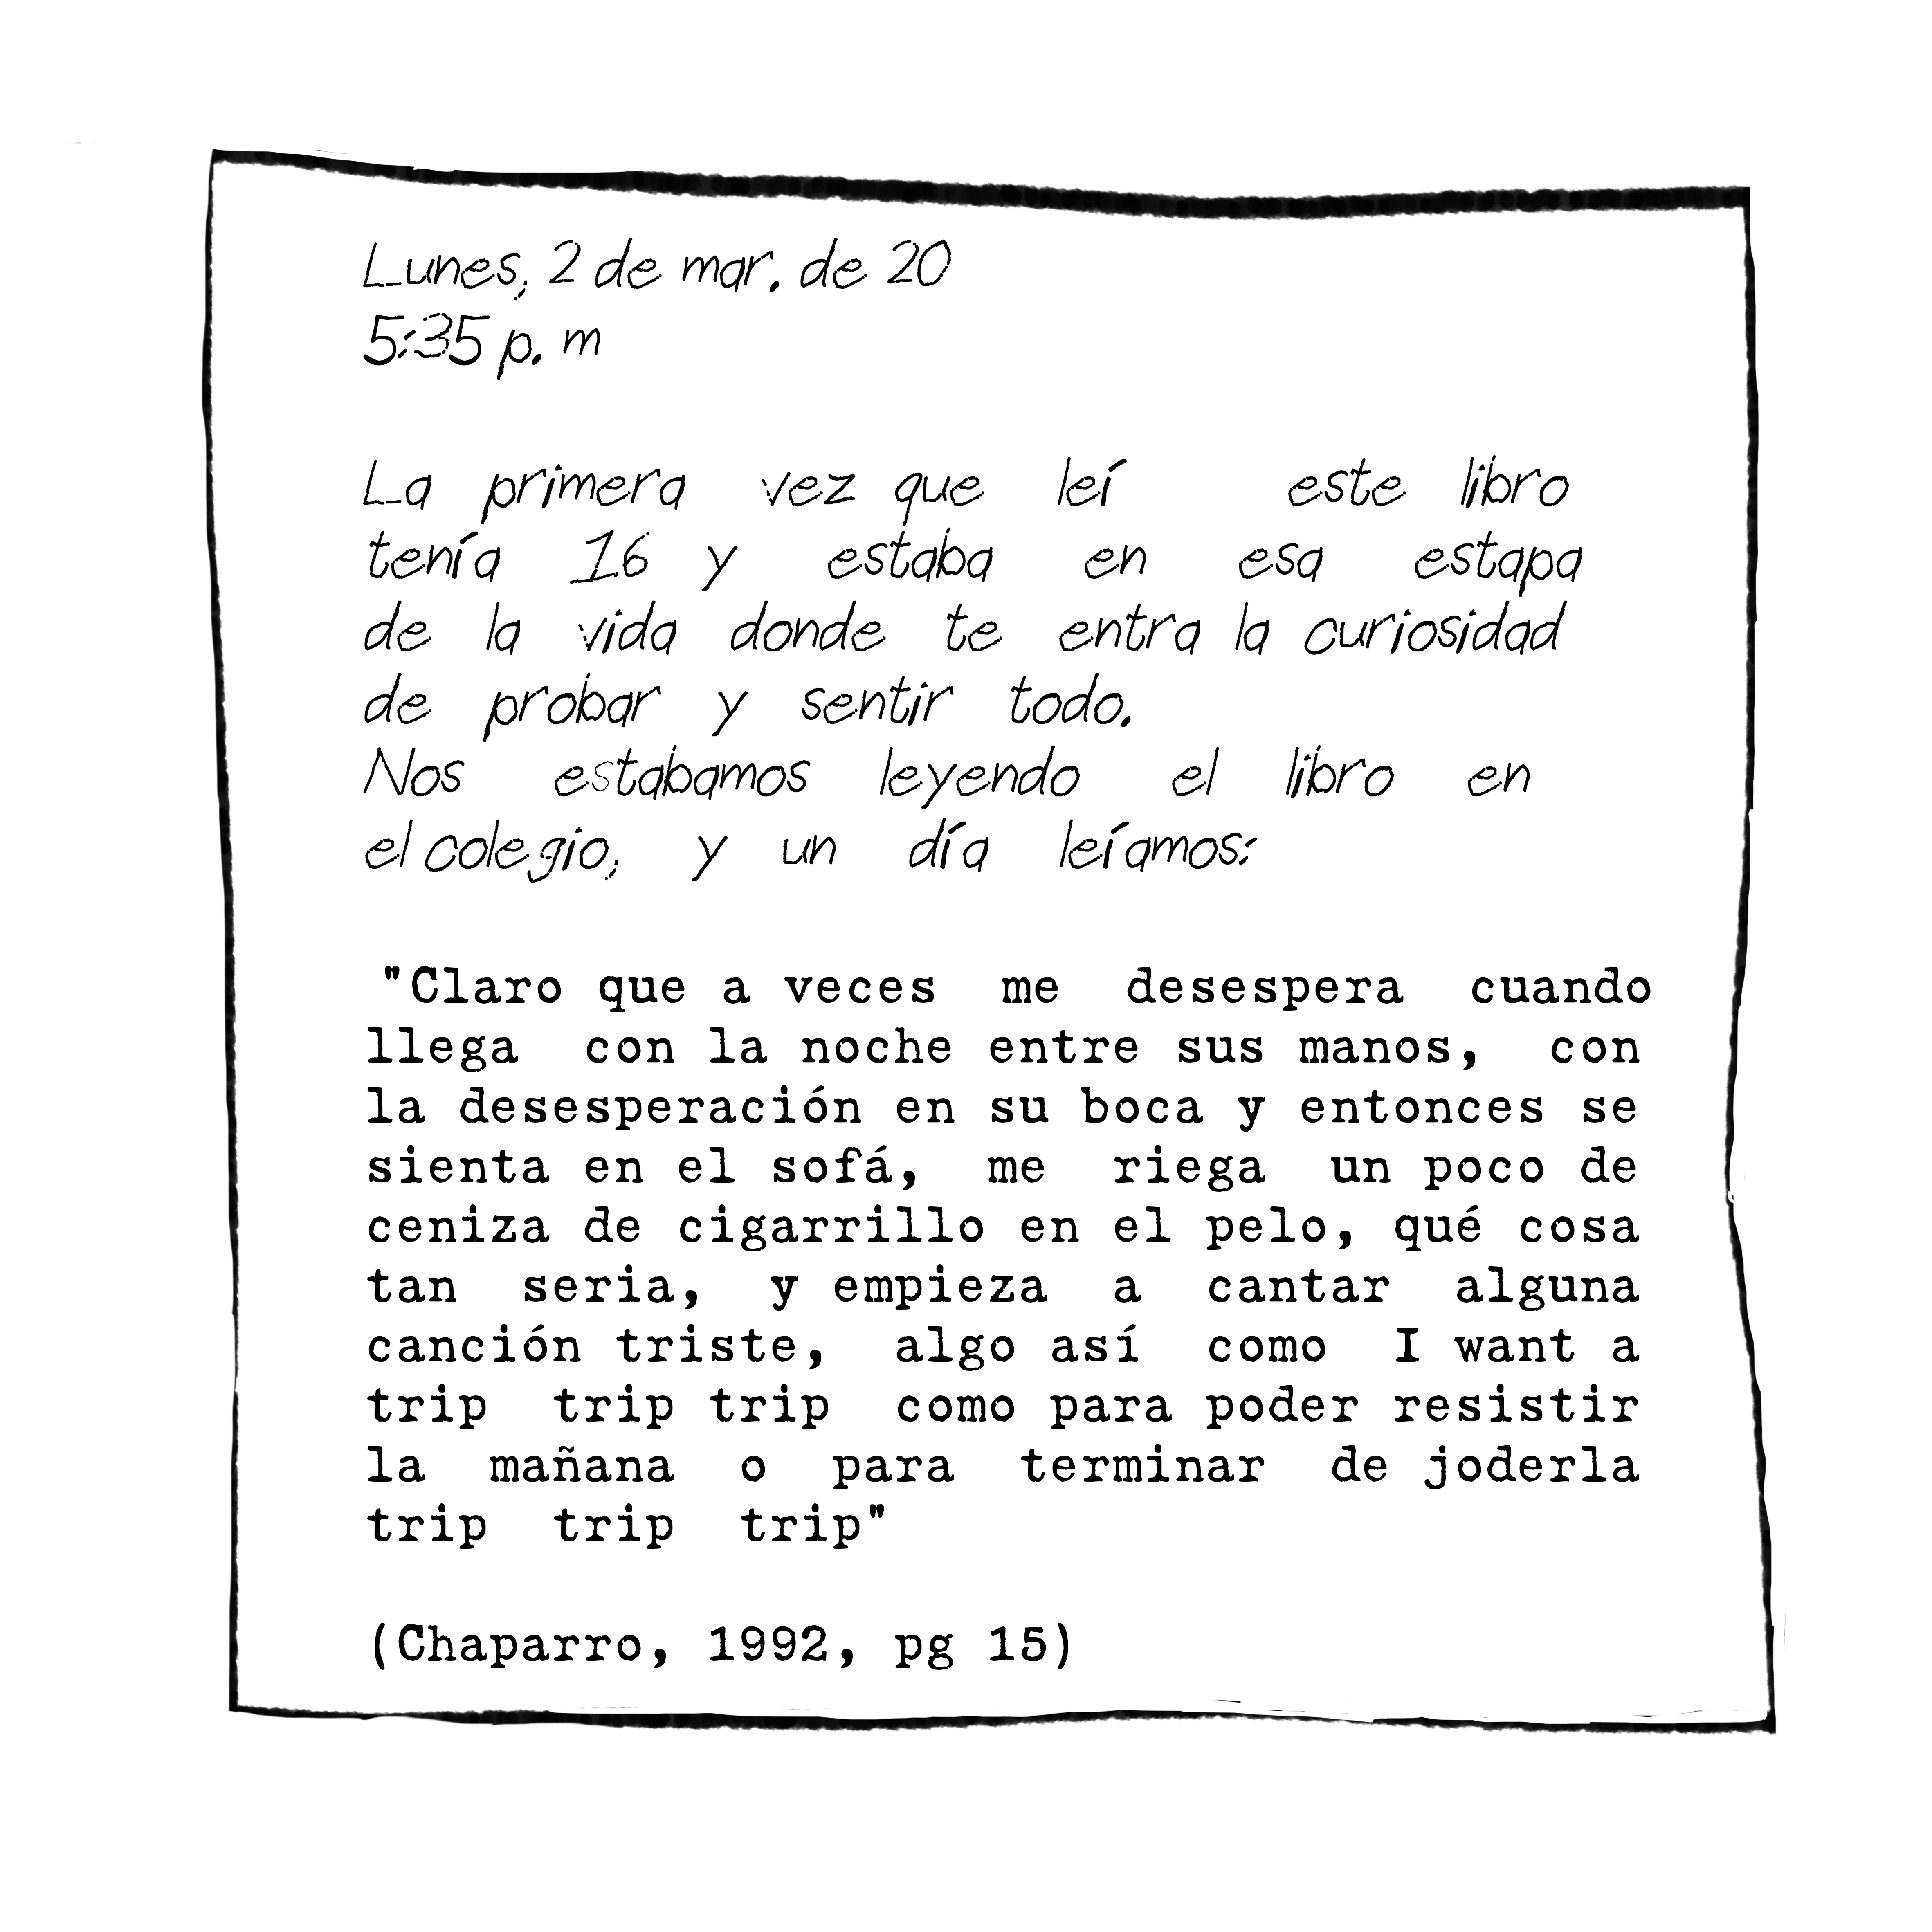 Lunes, 2 de mar. de 20
5:35 p. m
La primera vez que leí este libro
tenía 16 y estaba en esa estapa
de la vida donde te entra la curiosidad
de probar y sentir todo.
Nos estabamos leyendo el libro en
el colegio, y un día leíamos:
"Claro que a veces me desespera cuando
llega con la noche entre sus manos, con
la desesperación en su boca y entonces se
sienta en el sofá, me riega un poco de
ceniza de cigarrillo en el pelo, qué cosa
tan seria, y empieza a cantar alguna
canción triste, algo así como I want a
trip trip trip como para poder resistir
la mañana o para terminar de joderla
trip trip trip"
(Chaparro, 1992, pg 15)